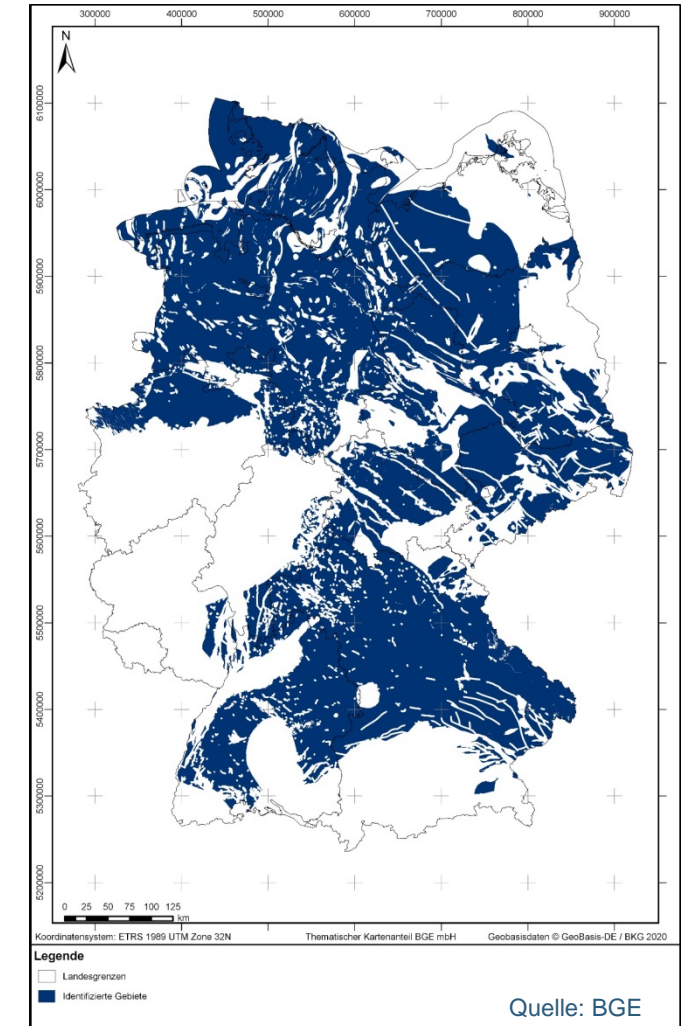 300000 400000 500000 600000 700000 800000 900000
N
6100000
6000000
5900000
5800000
5700000
5600000
5500000
5400000
5300000
5200000
0 25 50 75 100 125
km
Koordinatensystem: ETRS 1989 UTM Zone 32N Thematischer Kartenanteil BGE mbH Geobasisdaten © GeoBasis-DE / BKG 2020
Legende
Landesgrenzen
Identifizierte Gebiete
Quelle: BGE